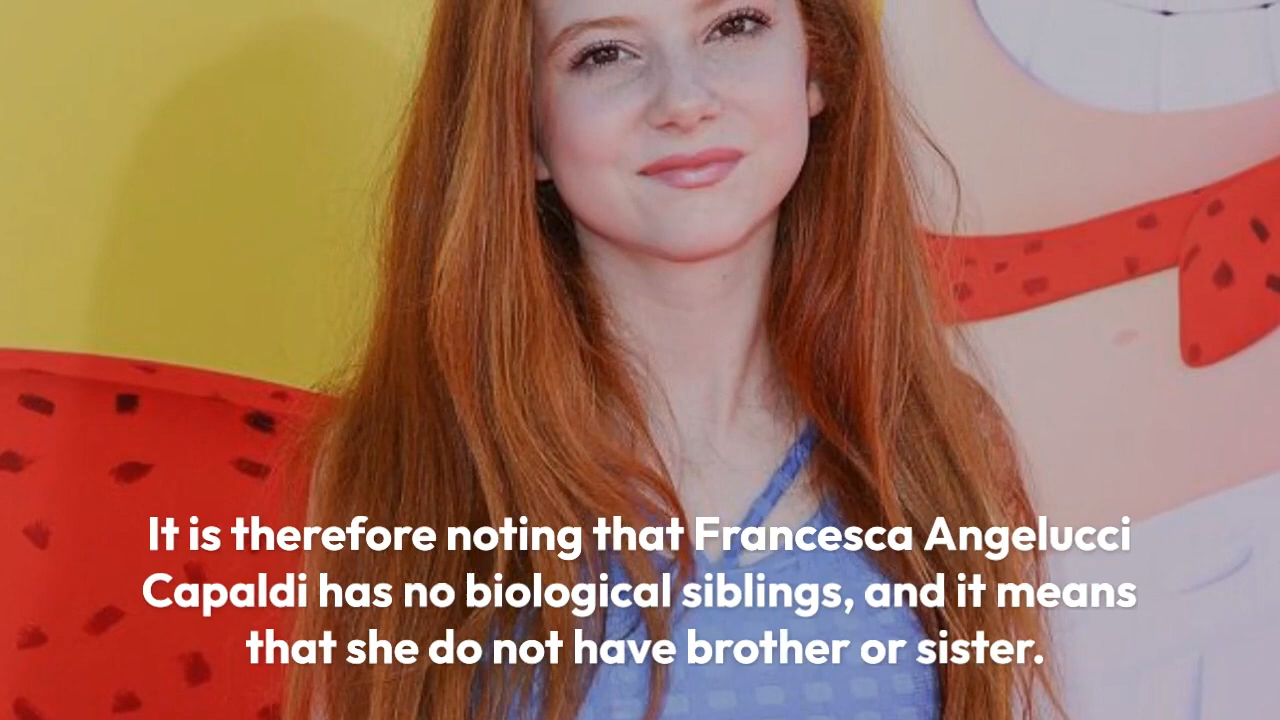 It is therefore noting that Francesca Angelucci
Capaldi has no biological siblings, and it means
that she do not have brother or sister.